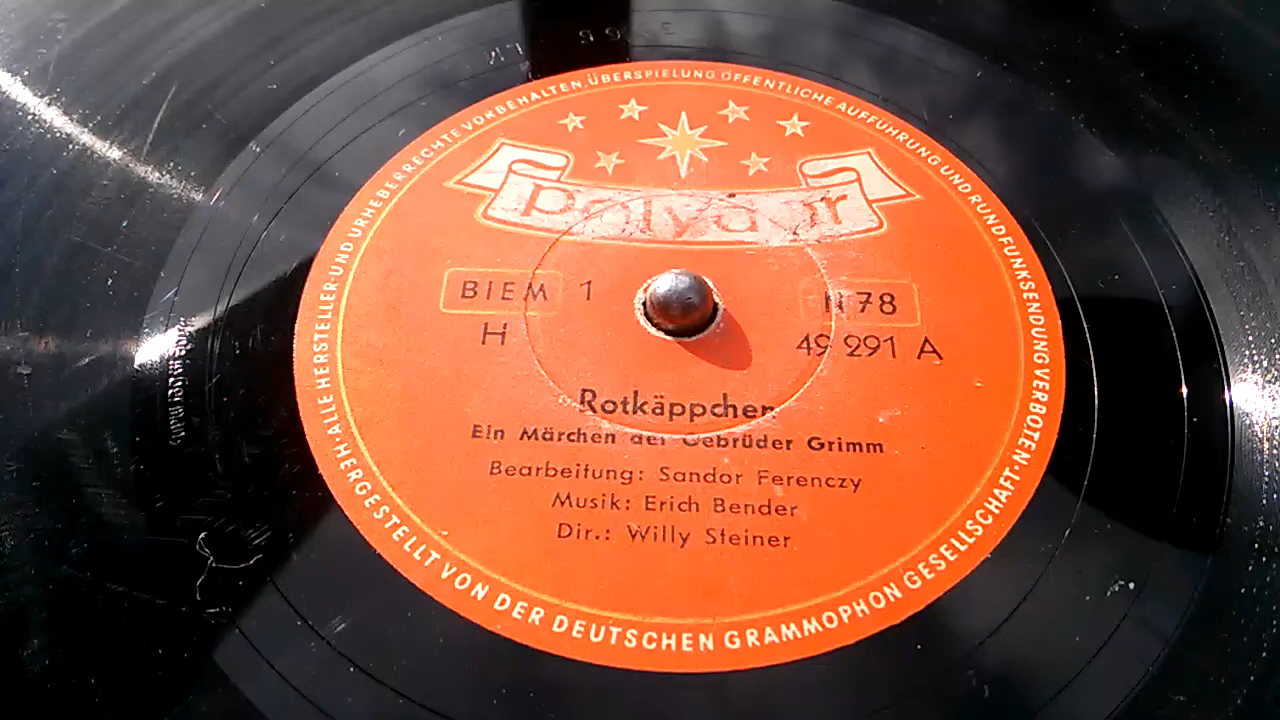 HERGESTELLT VON DER DEUTSCHEN GRAMMOPHON GESELLSCHAFT · ALLE HERSTELLER- UND URHEBERRECHTE VORBEHALTEN. ÜBERSPIELUNG, ÖFFENTLICHE AUFFÜHRUNG UND RUNDFUNKSENDUNG VERBOTEN ·
polydor
BIEM 1 N 78
H 49 291 A
Rotkäppchen
Ein Märchen der Gebrüder Grimm
Bearbeitung: Sandor Ferenczy
Musik: Erich Bender
Dir.: Willy Steiner